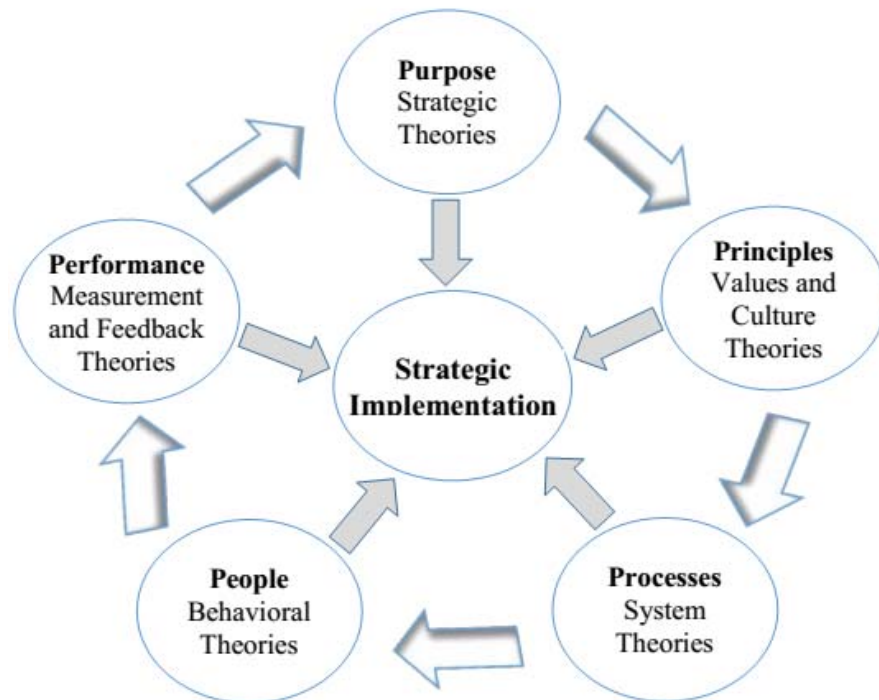 Purpose
Strategic
Theories
Principles
Values and
Culture
Theories
Processes
System
Theories
People
Behavioral
Theories
Performance
Measurement
and Feedback
Theories
Strategic
Implementation